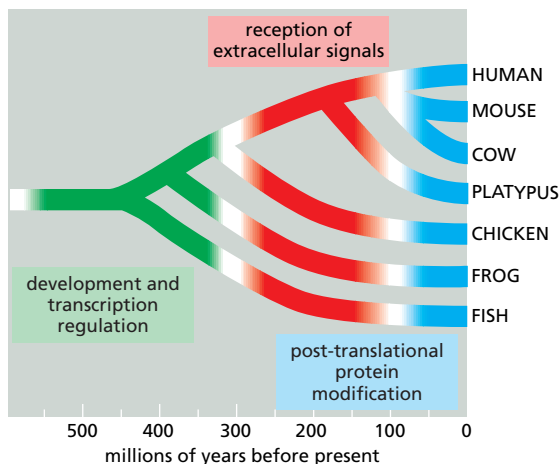 reception of
extracellular signals
HUMAN
MOUSE
COW
PLATYPUS
CHICKEN
FROG
FISH
development and
transcription
regulation
post-translational
protein
modification
500 400 300 200 100 0
millions of years before present